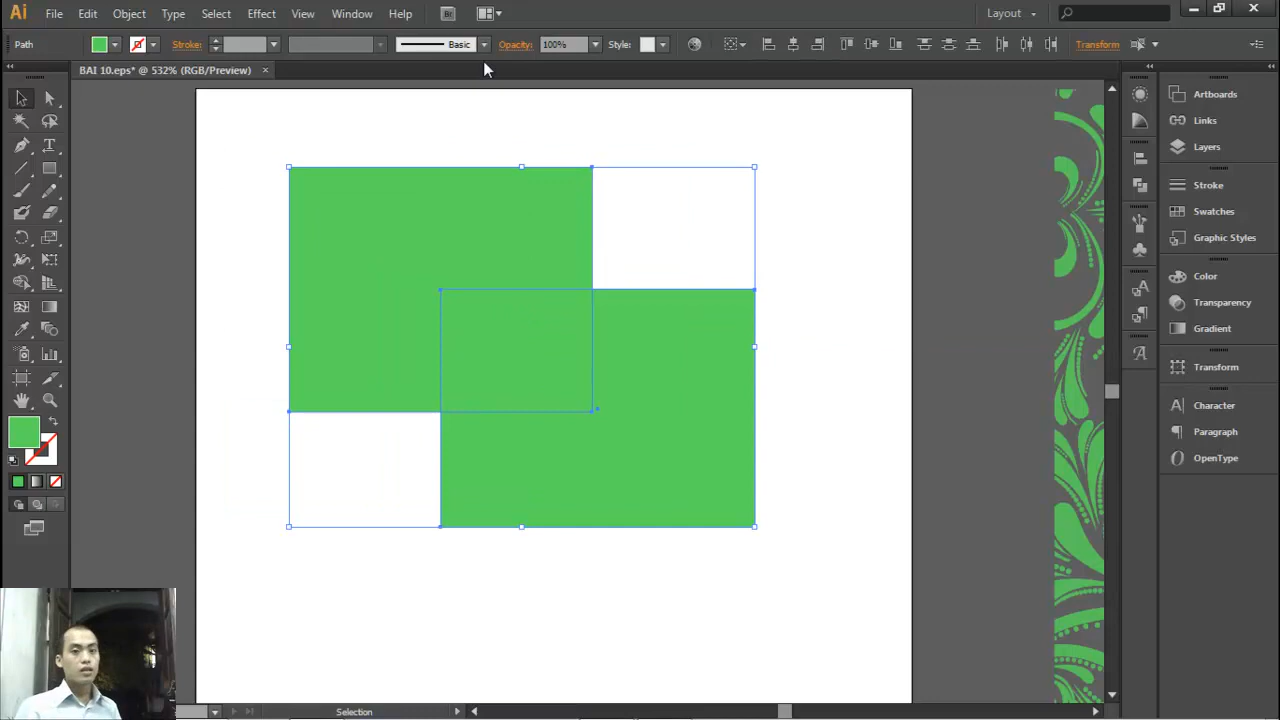 Ai File Edit Object Type Select Effect View Window Help Br Layout
Path Stroke: Basic Opacity: 100% Style: Transform
BAI 10.eps* @ 532% (RGB/Preview) ×
Artboards
Links
Layers
Stroke
Swatches
Graphic Styles
Color
Transparency
Gradient
Transform
Character
Paragraph
OpenType
Selection